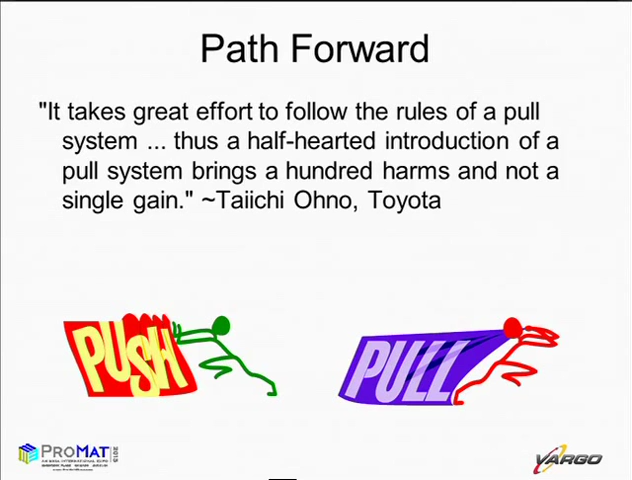 Path Forward
"It takes great effort to follow the rules of a pull
system ... thus a half-hearted introduction of a
pull system brings a hundred harms and not a
single gain." ~Taiichi Ohno, Toyota
PUSH
PULL
PROMAT
2013
VARGO